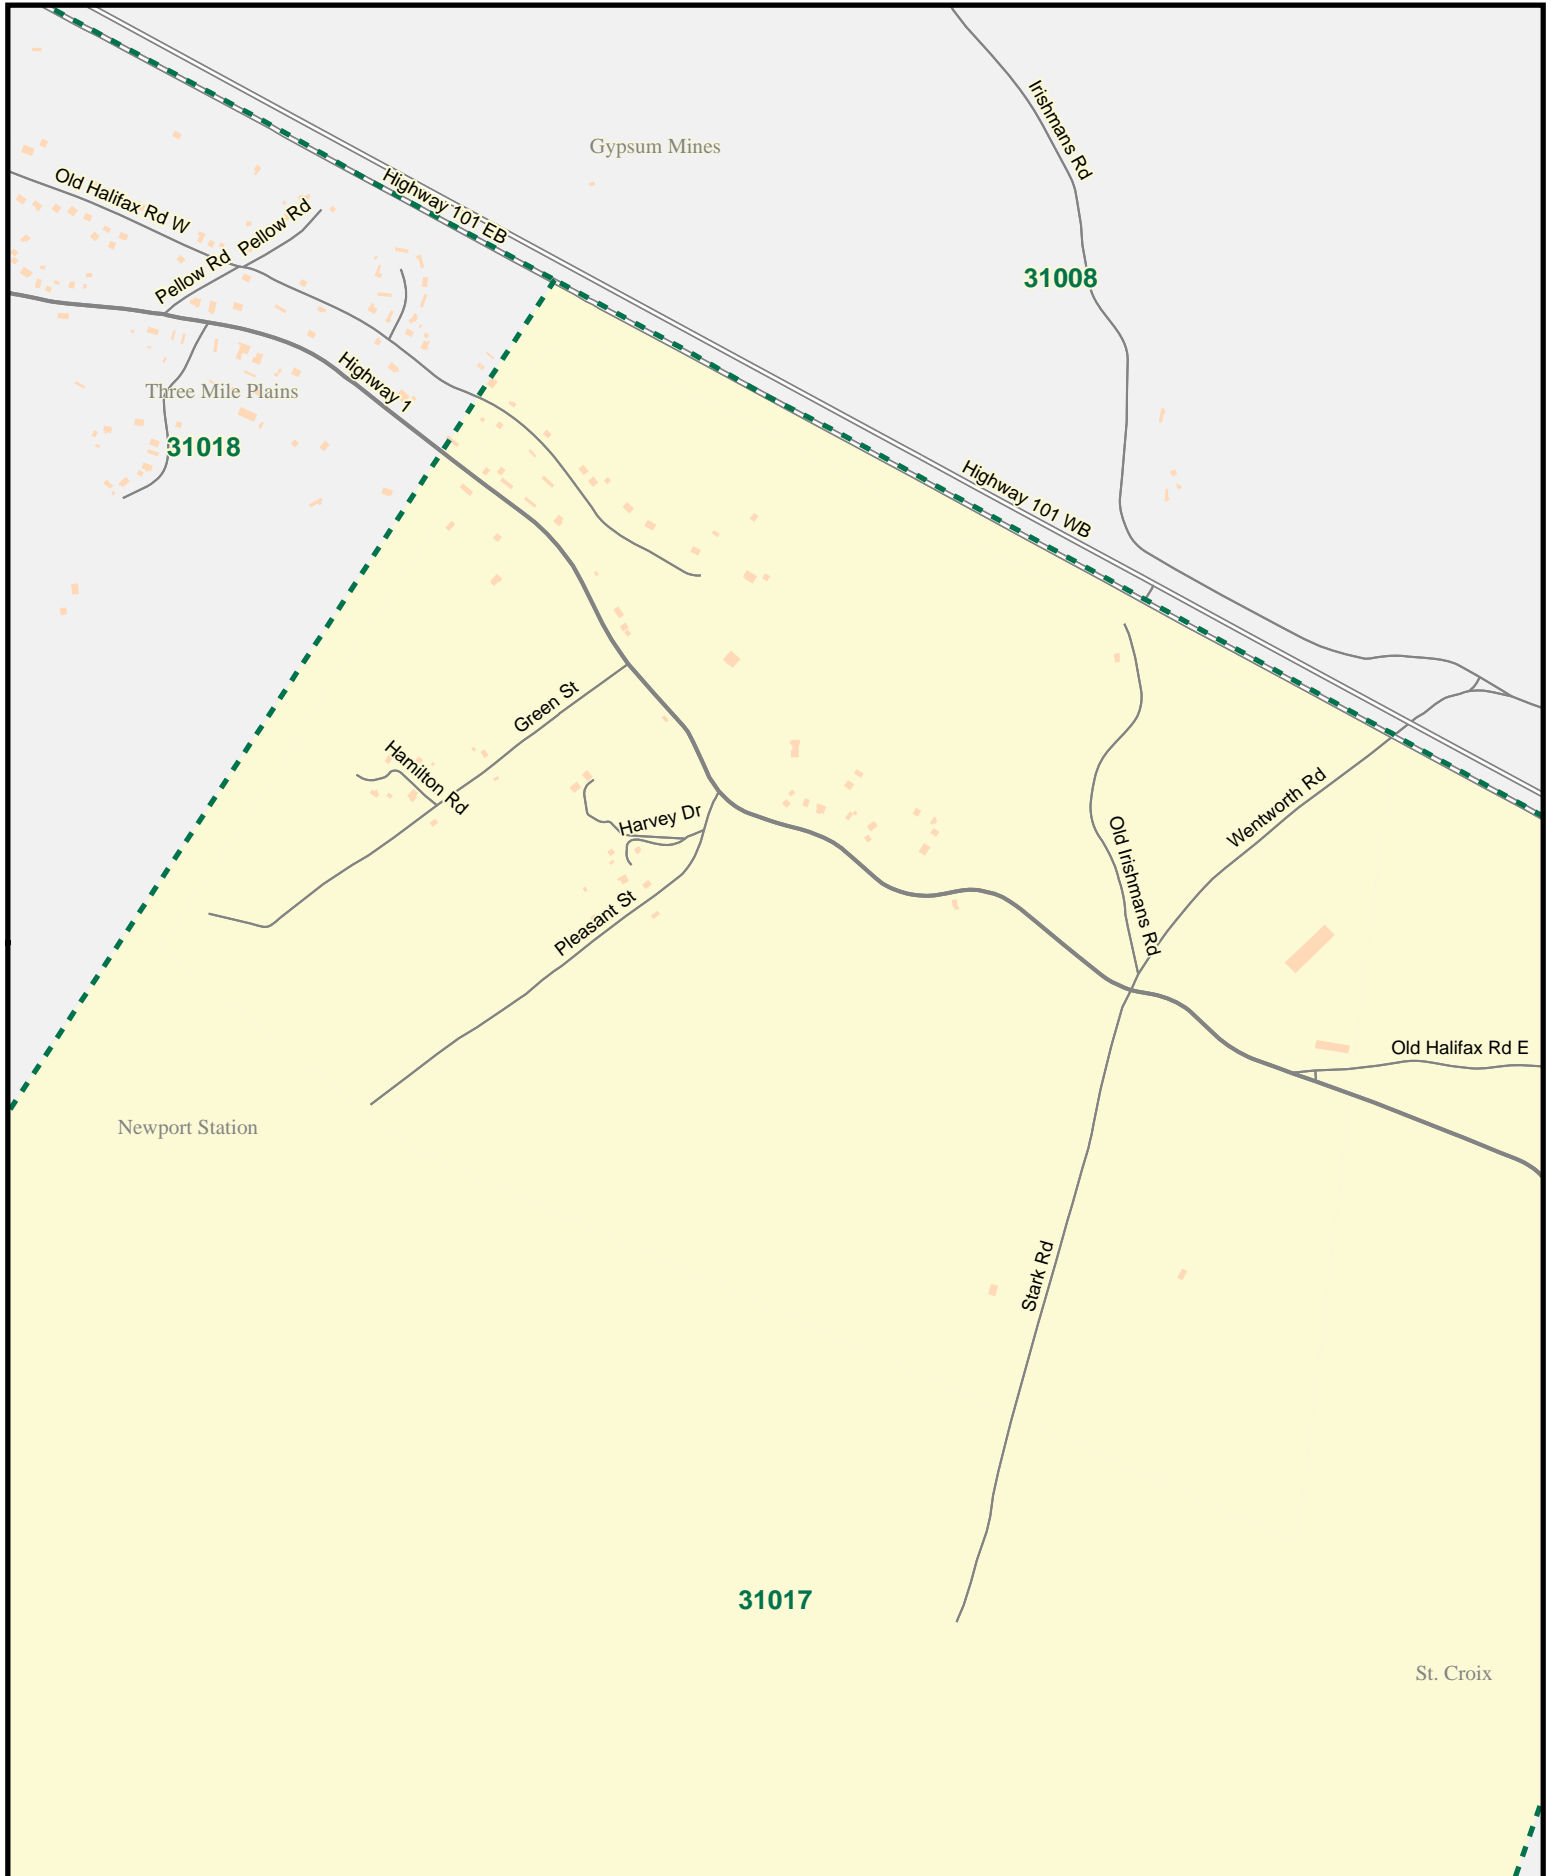 Irishmans Rd
Gypsum Mines
Old Halifax Rd W
Highway 101 EB
Pellow Rd
Pellow Rd
31008
Highway 1
Three Mile Plains
31018
Highway 101 WB
Green St
Hamilton Rd
Harvey Dr
Wentworth Rd
Old Irishmans Rd
Pleasant St
Old Halifax Rd E
Newport Station
Stark Rd
31017
St. Croix